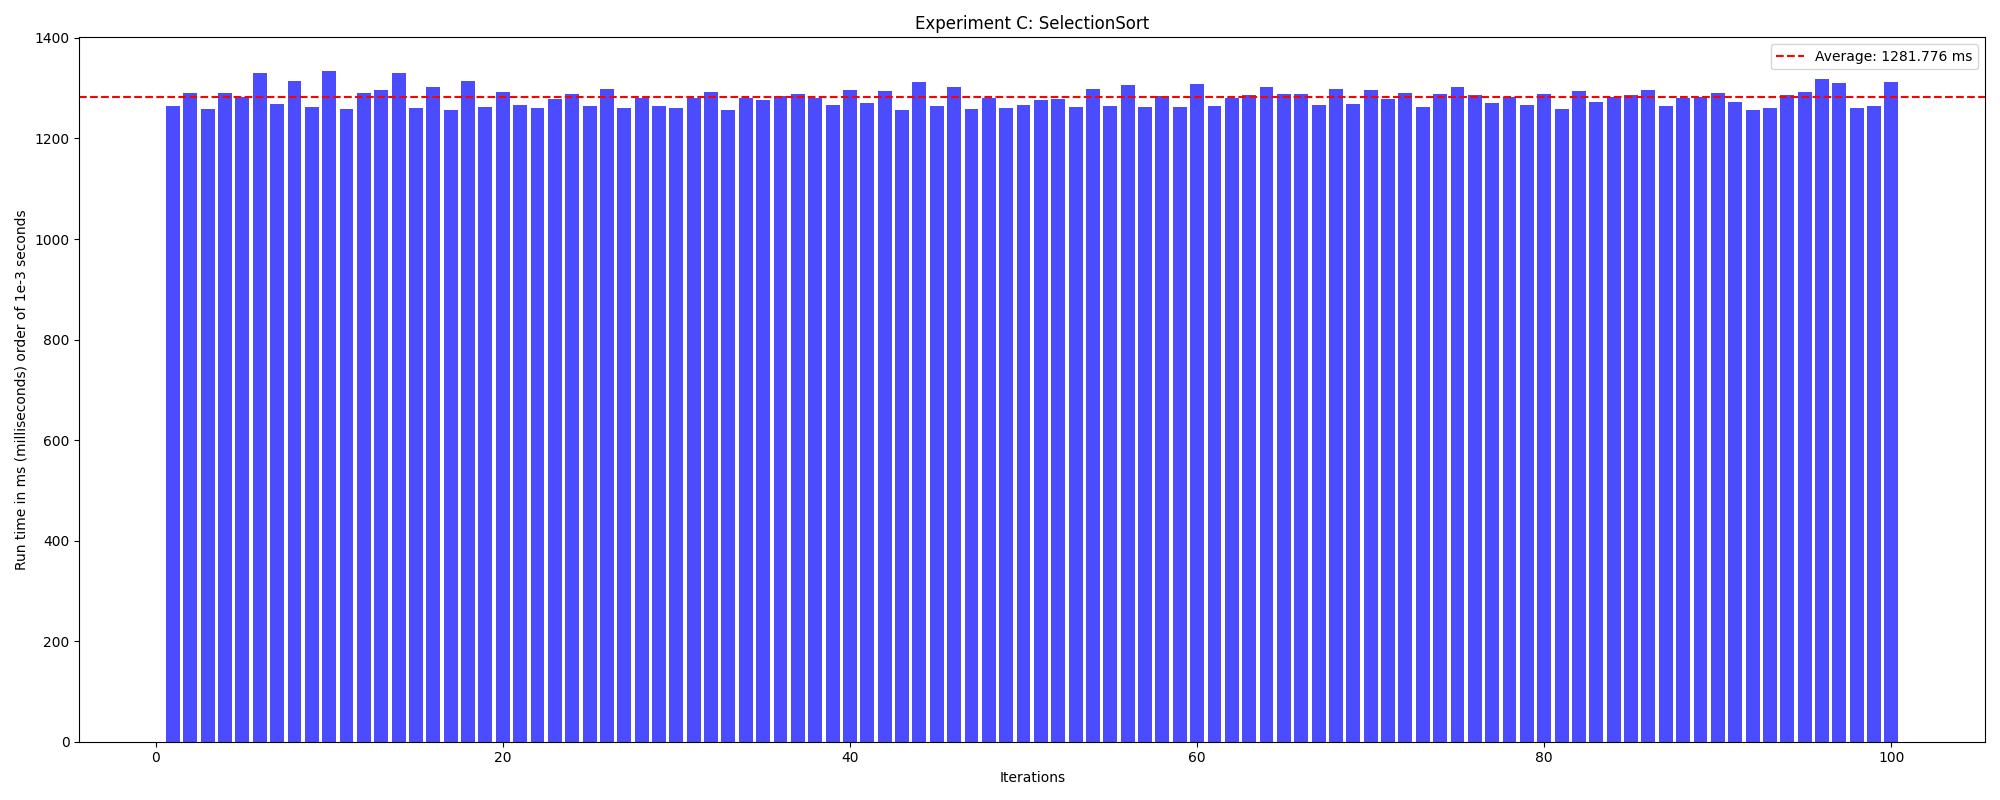 Experiment C: SelectionSort
Average: 1281.776 ms
Run time in ms (milliseconds) order of 1e-3 seconds
1400
1200
1000
800
600
400
200
0
0 20 40 60 80 100
Iterations